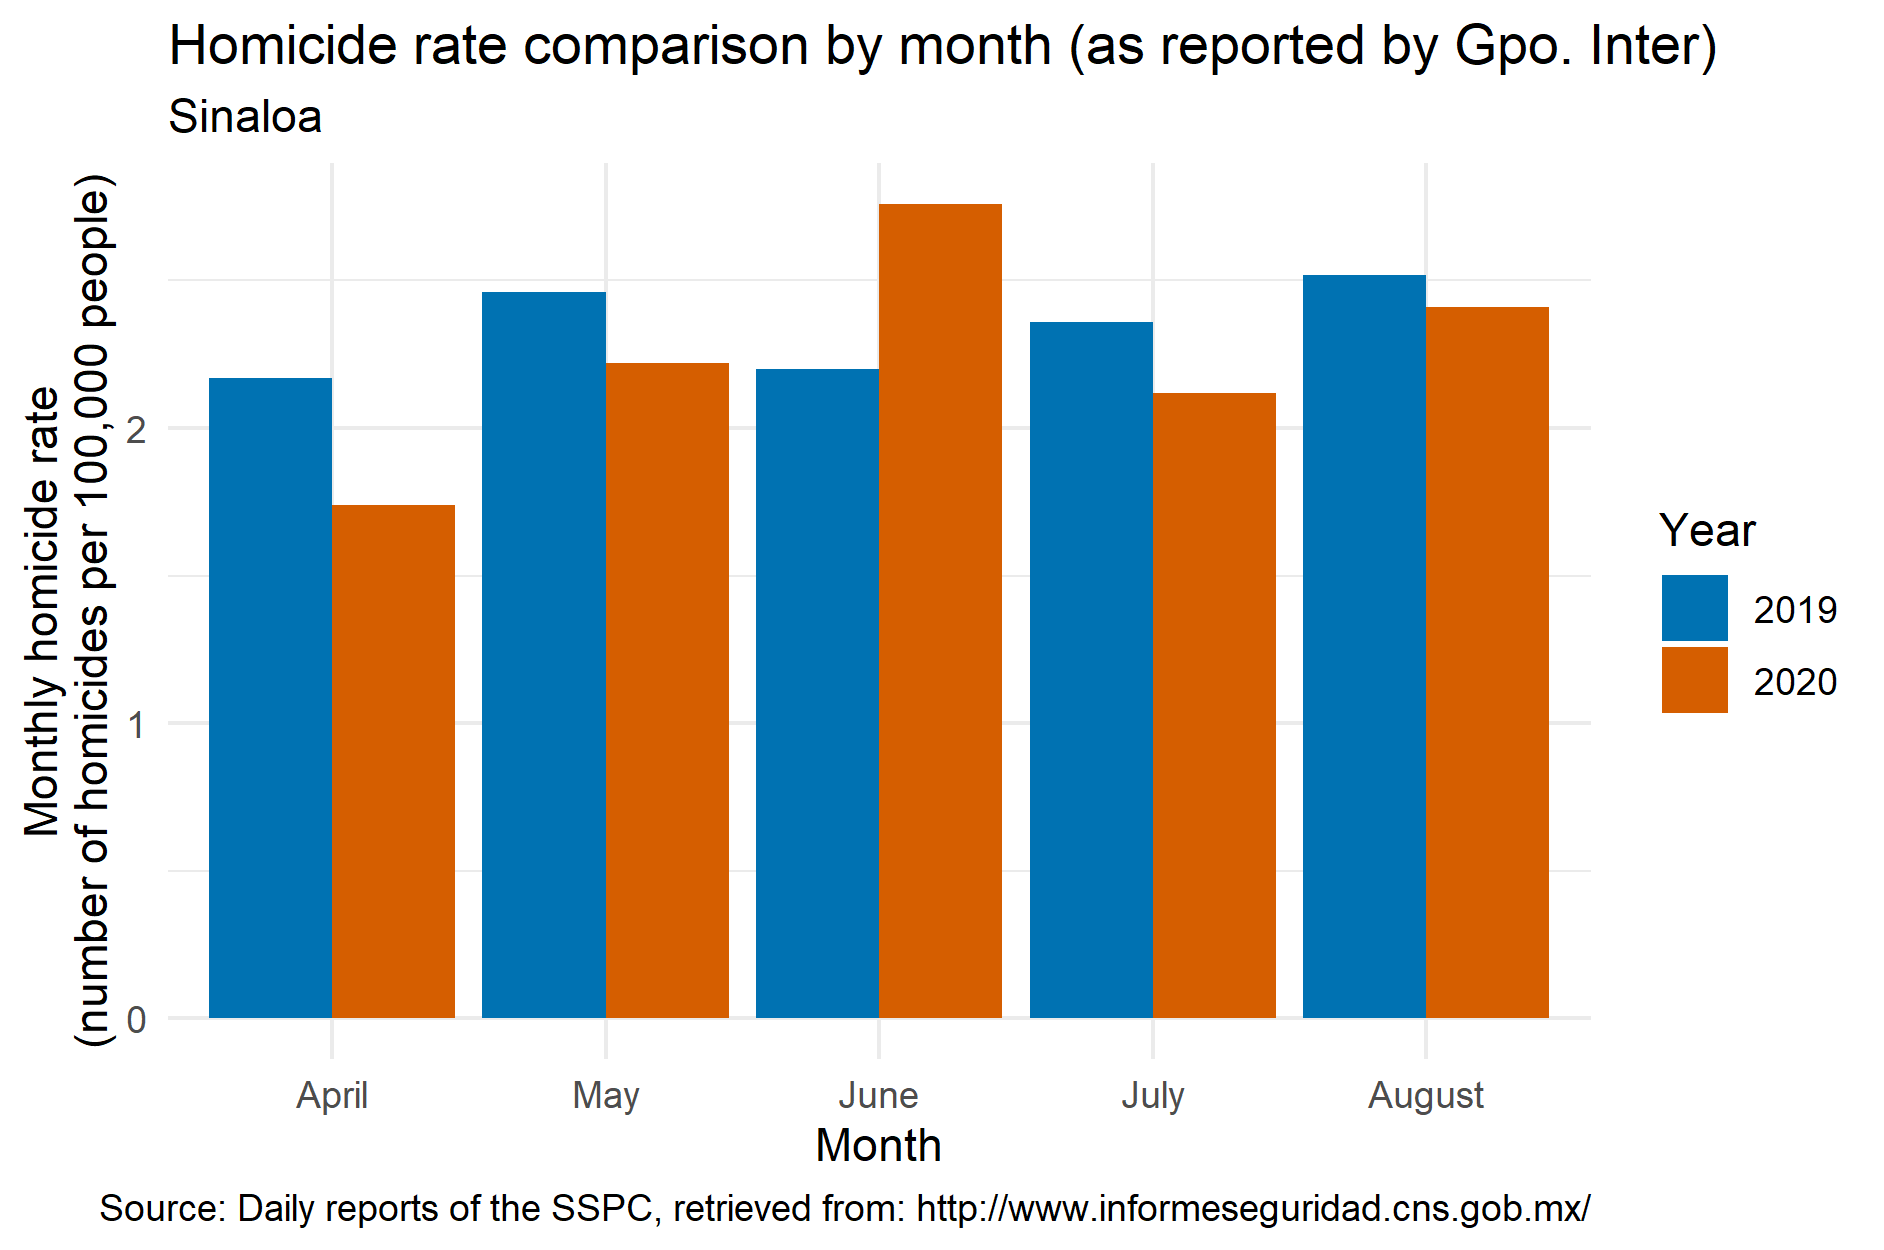 Homicide rate comparison by month (as reported by Gpo. Inter)
Sinaloa
Monthly homicide rate
(number of homicides per 100,000 people)
2
1
0
April
May
June
July
August
Month
Year
2019
2020
Source: Daily reports of the SSPC, retrieved from: http://www.informeseguridad.cns.gob.mx/